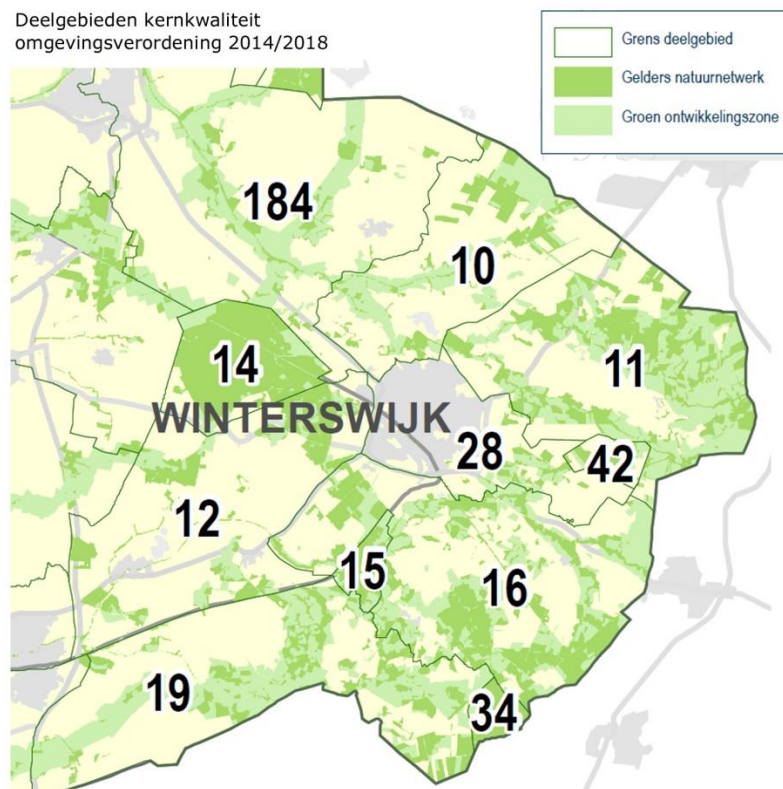 Deelgebieden kernkwaliteit
omgevingsverordening 2014/2018
Grens deelgebied
Gelders natuurnetwerk
Groen ontwikkelingszone
184
10
14
11
WINTERSWIJK
28
42
12
15
16
19
34